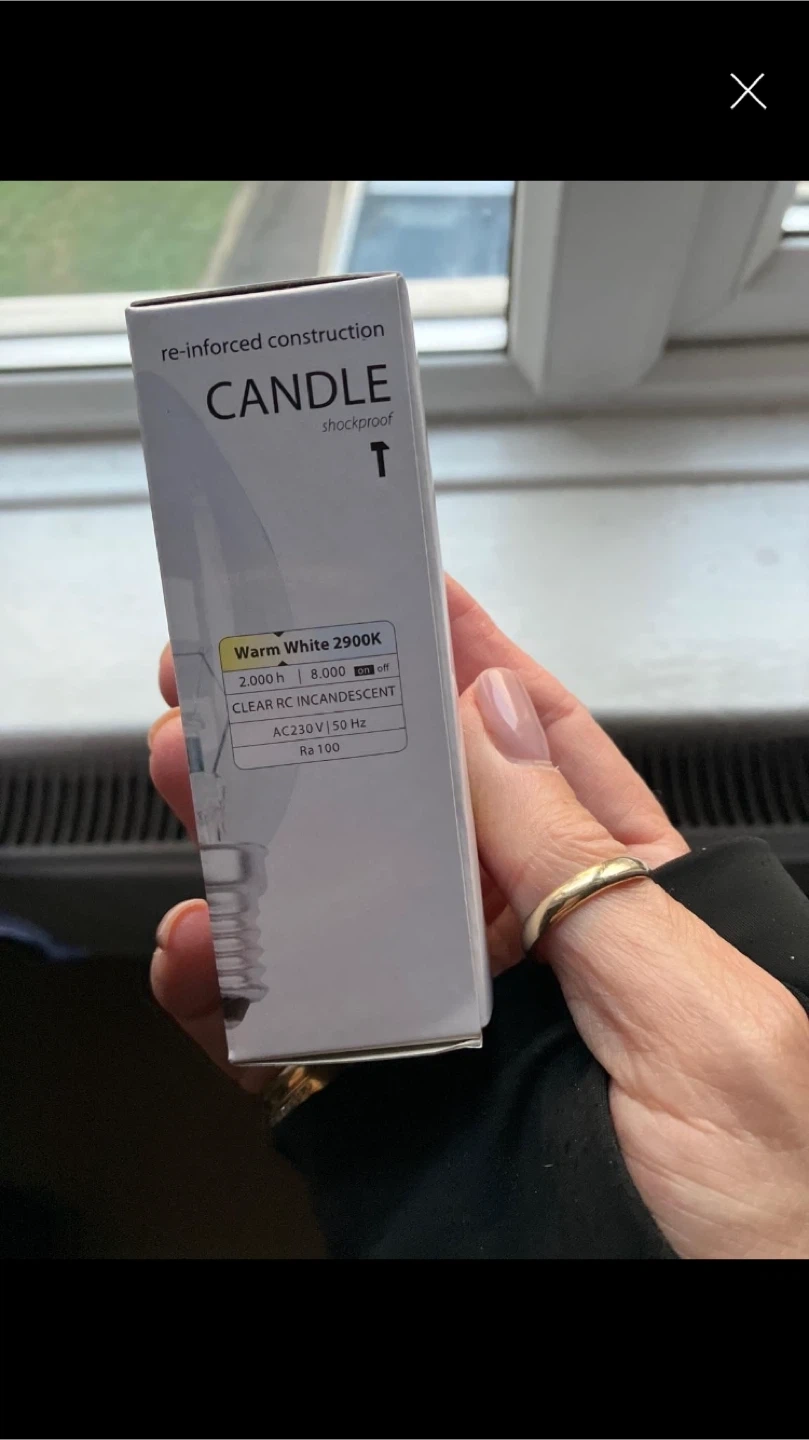 re-inforced construction
CANDLE
shockproof
Warm White 2900K
2.000 h | 8.000 on off
CLEAR RC INCANDESCENT
AC230 V | 50 Hz
Ra 100